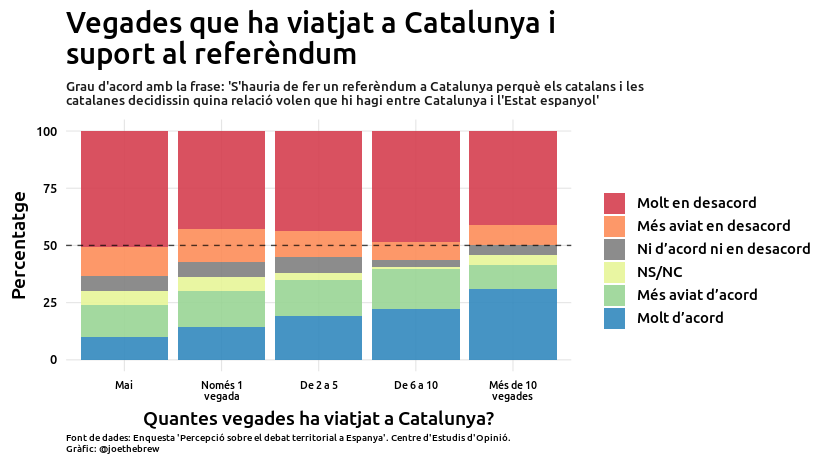 Vegades que ha viatjat a Catalunya i
suport al referèndum
Grau d'acord amb la frase: 'S'hauria de fer un referèndum a Catalunya perquè els catalans i les
catalanes decidissin quina relació volen que hi hagi entre Catalunya i l'Estat espanyol'
Percentatge
100
75
50
25
0
Mai
Només 1
vegada
De 2 a 5
De 6 a 10
Més de 10
vegades
Quantes vegades ha viatjat a Catalunya?
Molt en desacord
Més aviat en desacord
Ni d’acord ni en desacord
NS/NC
Més aviat d’acord
Molt d’acord
Font de dades: Enquesta 'Percepció sobre el debat territorial a Espanya'. Centre d'Estudis d'Opinió.
Gràfic: @joethebrew